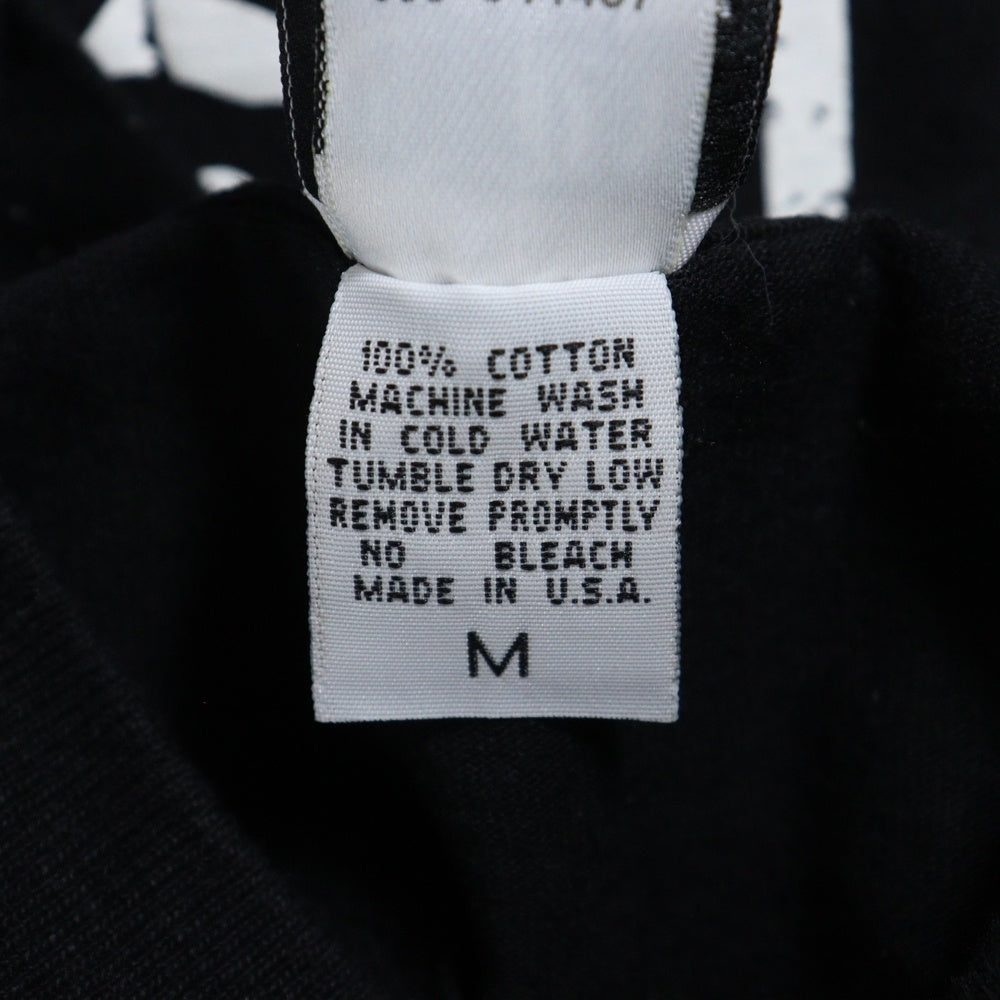 100% COTTON
MACHINE WASH
IN COLD WATER
TUMBLE DRY LOW
REMOVE PROMPTLY
NO BLEACH
MADE IN U.S.A.
M